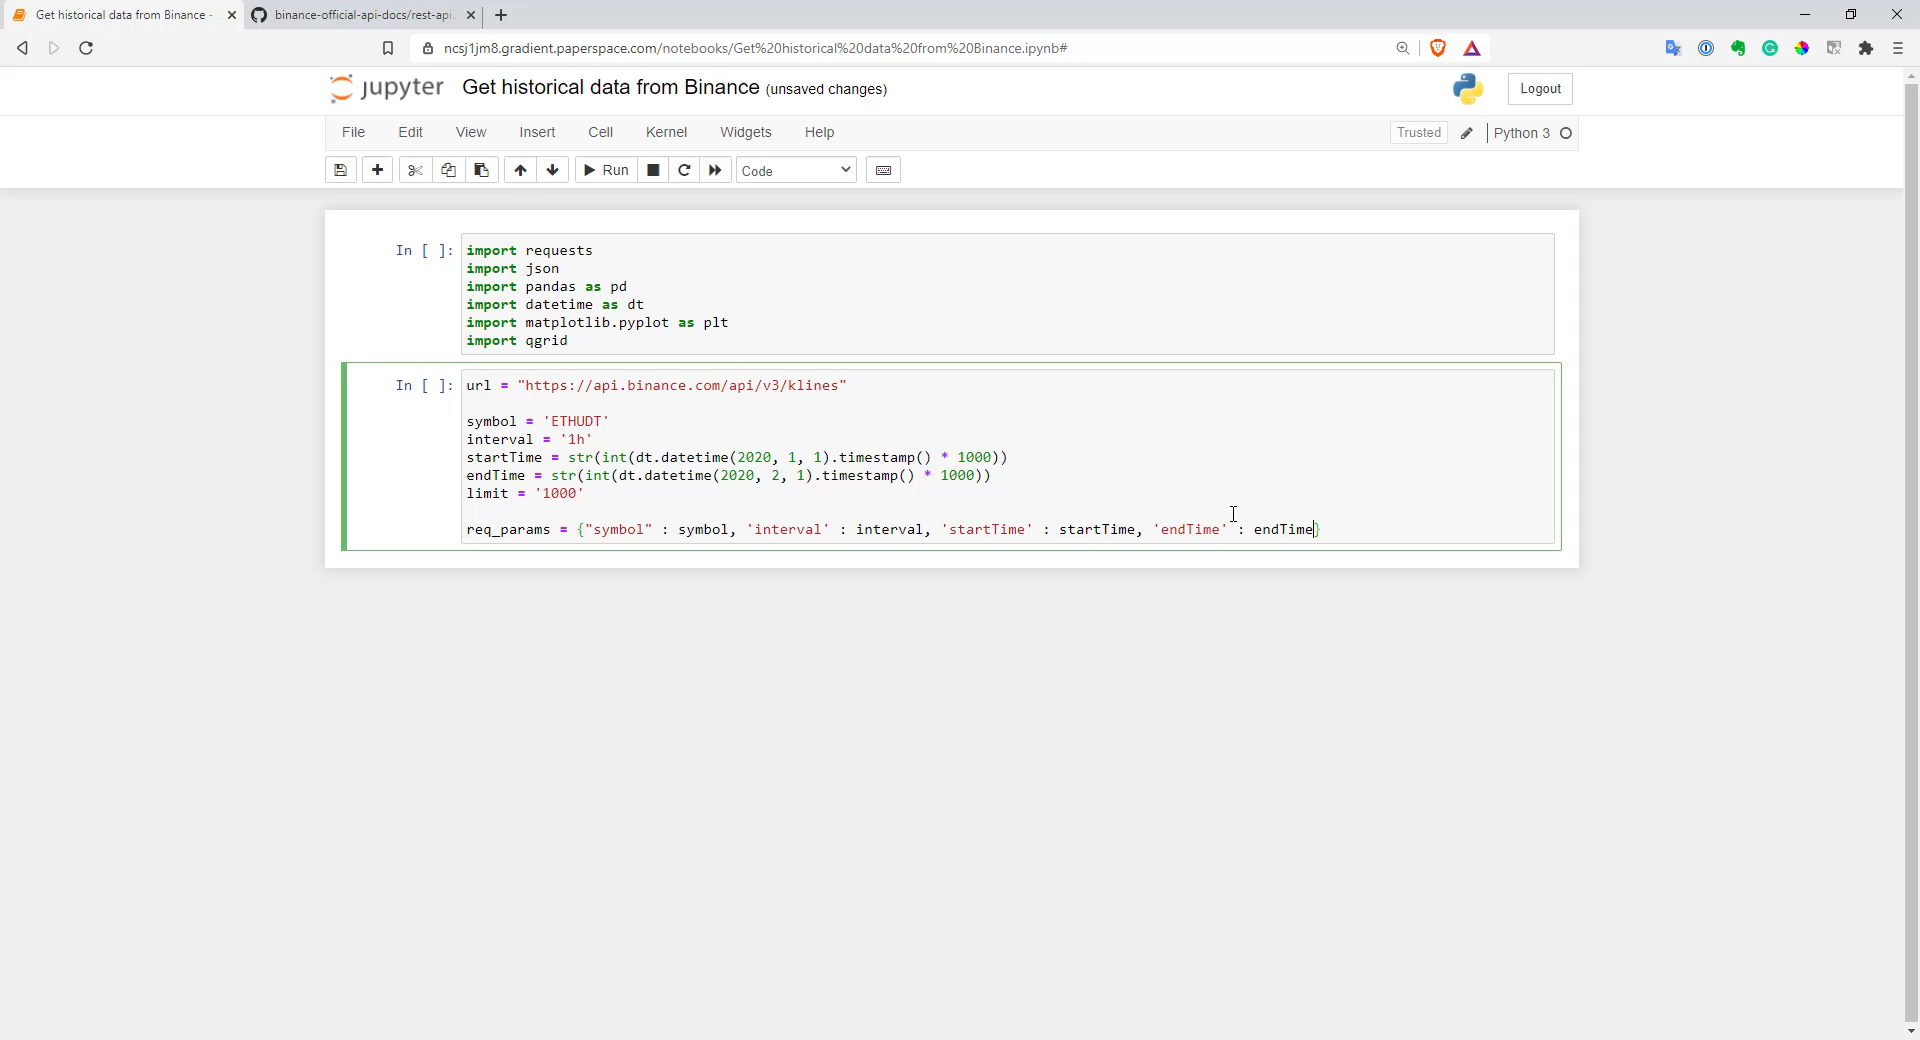 Get historical data from Binance -
binance-official-api-docs/rest-api.
ncsj1jm8.gradient.paperspace.com/notebooks/Get%20historical%20data%20from%20Binance.ipynb#
jupyter Get historical data from Binance (unsaved changes)
Logout
File Edit View Insert Cell Kernel Widgets Help
Trusted Python 3
Run Code
In [ ]: import requests
import json
import pandas as pd
import datetime as dt
import matplotlib.pyplot as plt
import qgrid
In [ ]: url = "https://api.binance.com/api/v3/klines"
symbol = 'ETHUDT'
interval = '1h'
startTime = str(int(dt.datetime(2020, 1, 1).timestamp() * 1000))
endTime = str(int(dt.datetime(2020, 2, 1).timestamp() * 1000))
limit = '1000'
req_params = {"symbol" : symbol, 'interval' : interval, 'startTime' : startTime, 'endTime' : endTime}